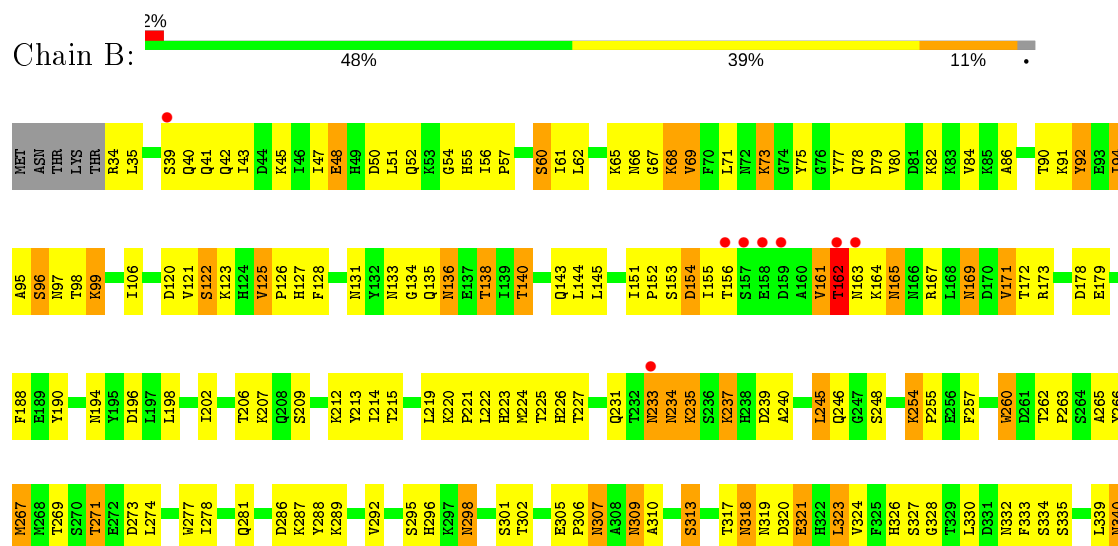 2%
Chain B:
48% 39% 11% •
MET ASN THR LYS THR R34 L35 S39 Q40 Q41 Q42 I43 D44 K45 I46 I47 E48 H49 D50 L51 Q52 K53 G54 H55 I56 P57 S60 I61 L62 K65 N66 G67 K68 V69 F70 L71 N72 K73 G74 Y75 G76 Y77 Q78 D79 V80 D81 K82 K83 V84 K85 A86 T90 K91 Y92 E93
A95 S96 N97 T98 K99 I106 D120 V121 S122 K123 H124 V125 P126 H127 F128 N131 Y132 N133 G134 Q135 N136 E137 T138 I139 T140 Q143 L144 L145 I151 P152 S153 D154 I155 T156 S157 E158 D159 A160 V161 T162 N163 K164 N165 N166 R167 L168 N169 D170 V171 T172 R173 D178 E179
F188 E189 Y190 N194 Y195 D196 L197 L198 I202 T206 K207 Q208 S209 K212 Y213 I214 T215 L219 K220 P221 L222 H223 M224 T225 H226 T227 Q231 T232 N233 N234 K235 S236 K237 H238 D239 A240 L245 Q246 G247 S248 K254 P255 E256 F257 W260 D261 T262 P263 S264 A265 Y266
M267 M268 T269 S270 T271 E272 D273 L274 W277 I278 Q281 D286 K287 Y288 K289 V292 S295 H296 K297 N298 S301 T302 E305 P306 N307 A308 N309 A310 S313 T317 N318 N319 D320 E321 H322 L323 V324 F325 H326 S327 G328 T329 L330 D331 N332 F333 S334 S335 L339